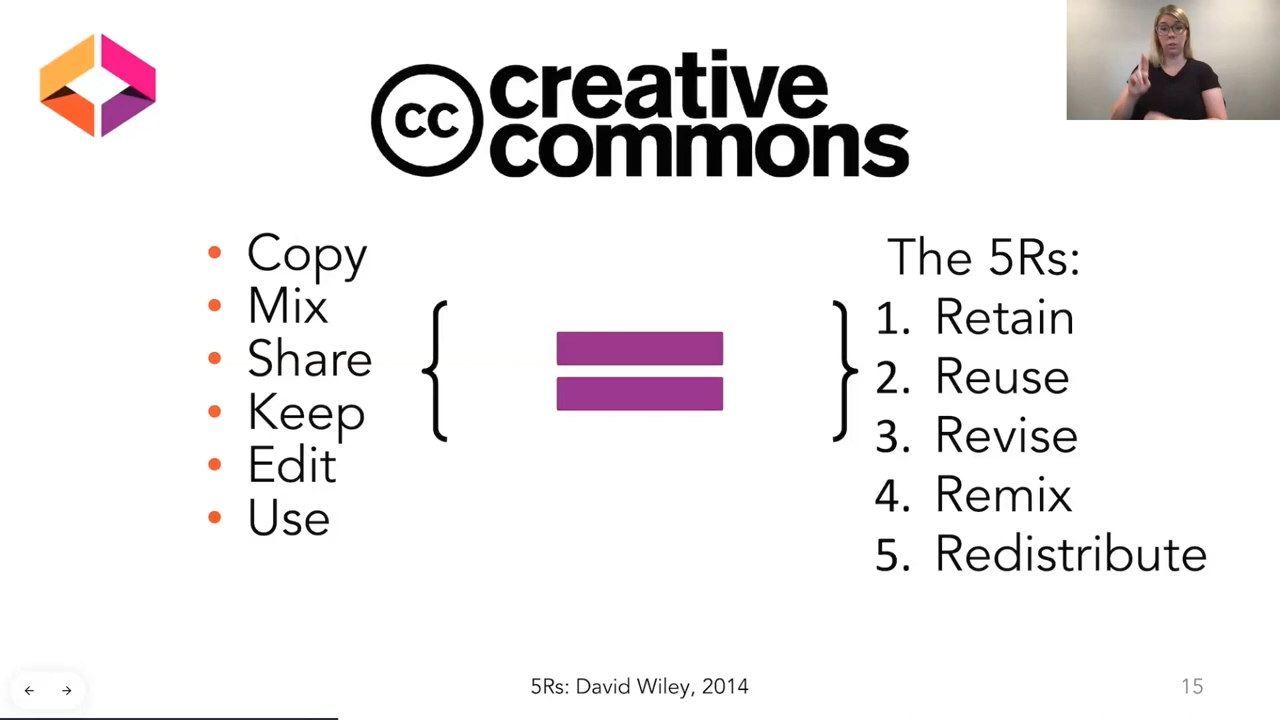 cc creative
commons
• Copy
• Mix
• Share
• Keep
• Edit
• Use
The 5Rs:
1. Retain
2. Reuse
3. Revise
4. Remix
5. Redistribute
5Rs: David Wiley, 2014
15